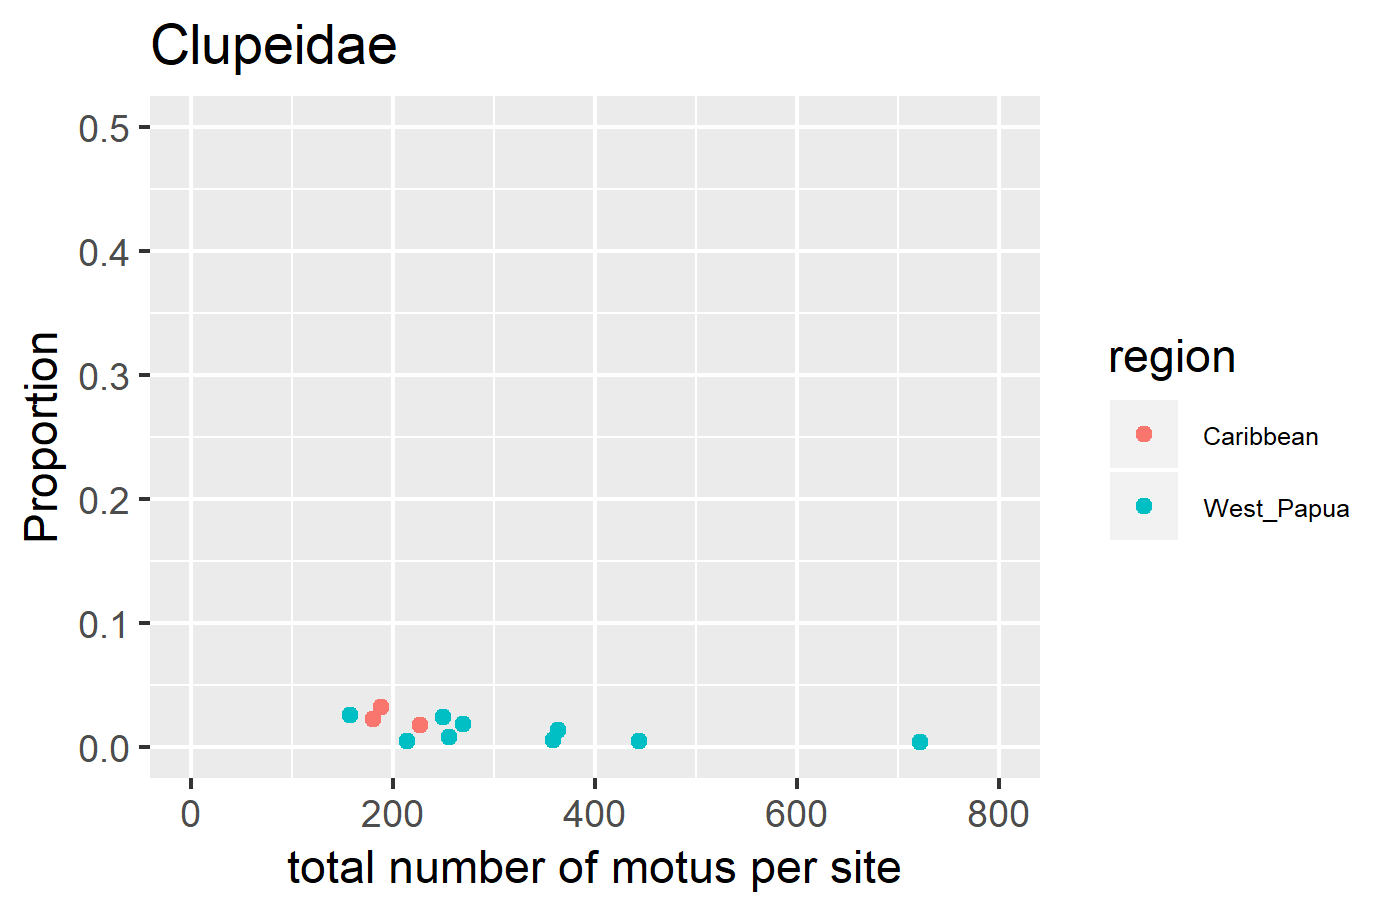 Clupeidae
0.5
0.4
0.3
0.2
0.1
0.0
Proportion
0 200 400 600 800
total number of motus per site
region
Caribbean
West_Papua